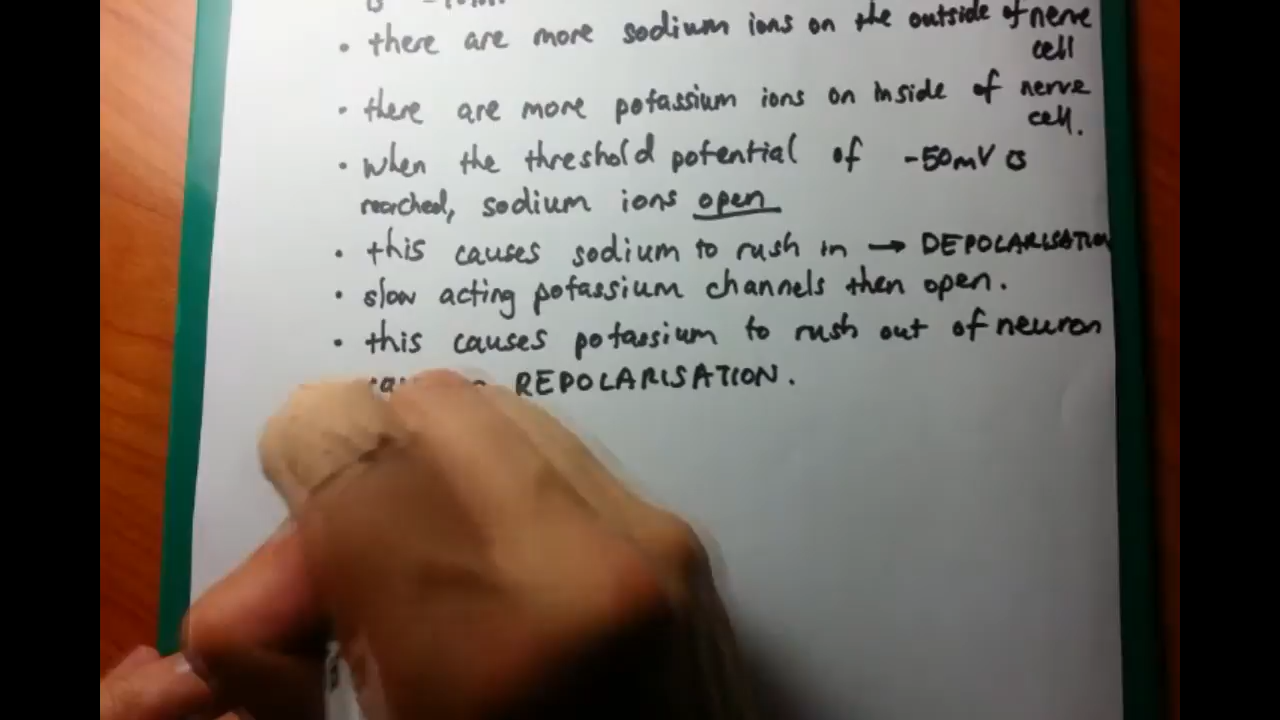 • there are more sodium ions on the outside of nerve
cell
• there are more potassium ions on inside of nerve
cell.
• when the threshold potential of -50mV is
reached, sodium ions open
• this causes sodium to rush in → DEPOLARISATION
• slow acting potassium channels then open.
• this causes potassium to rush out of neuron
REPOLARISATION.